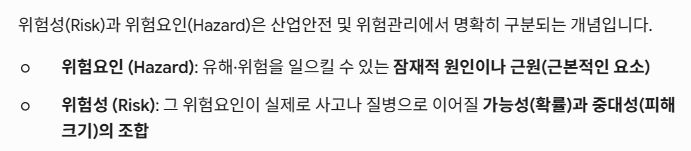 위험성(Risk)과 위험요인(Hazard)은 산업안전 및 위험관리에서 명확히 구분되는 개념입니다.
○ 위험요인 (Hazard): 유해·위험을 일으킬 수 있는 잠재적 원인이나 근원(근본적인 요소)
○ 위험성 (Risk): 그 위험요인이 실제로 사고나 질병으로 이어질 가능성(확률)과 중대성(피해
크기)의 조합